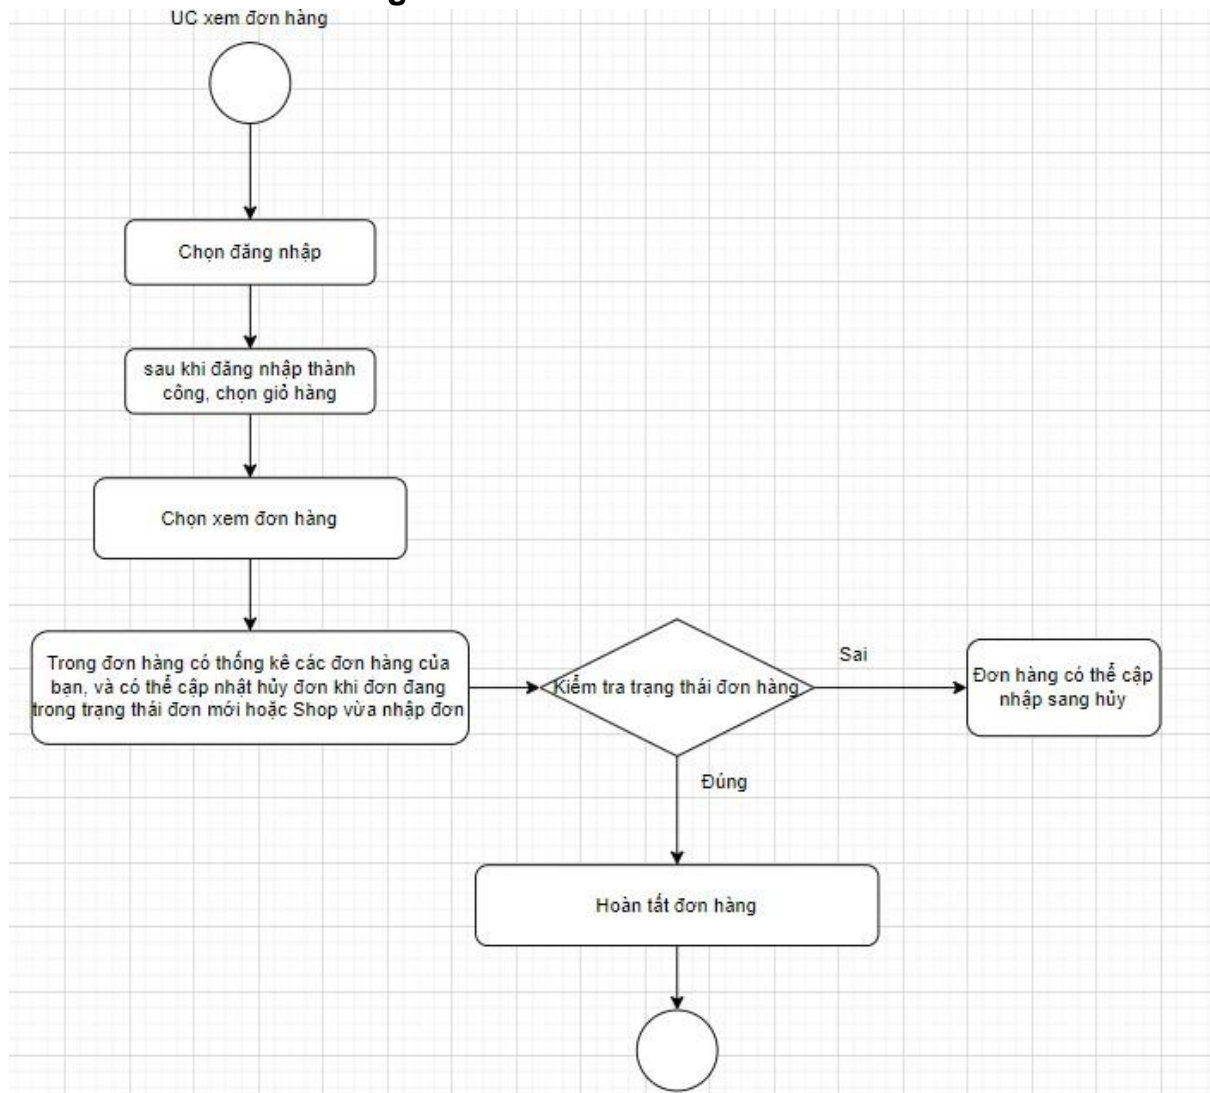 UC xem đơn hàng
Chọn đăng nhập
sau khi đăng nhập thành
công, chọn giỏ hàng
Chọn xem đơn hàng
Trong đơn hàng có thống kê các đơn hàng của
bạn, và có thể cập nhật hủy đơn khi đơn đang
trong trạng thái đơn mới hoặc Shop vừa nhập đơn
Kiểm tra trạng thái đơn hàng
Sai
Đơn hàng có thể cập
nhập sang hủy
Đúng
Hoàn tất đơn hàng